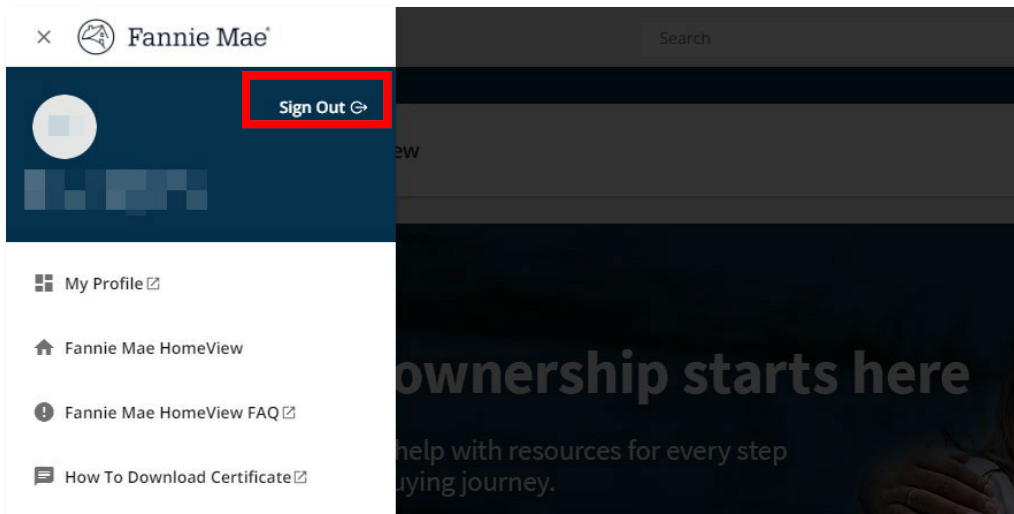 × Fannie Mae®
Search
Sign Out
ew
My Profile
Fannie Mae HomeView
ownership starts here
Fannie Mae HomeView FAQ
help with resources for every step
How To Download Certificate
uying journey.